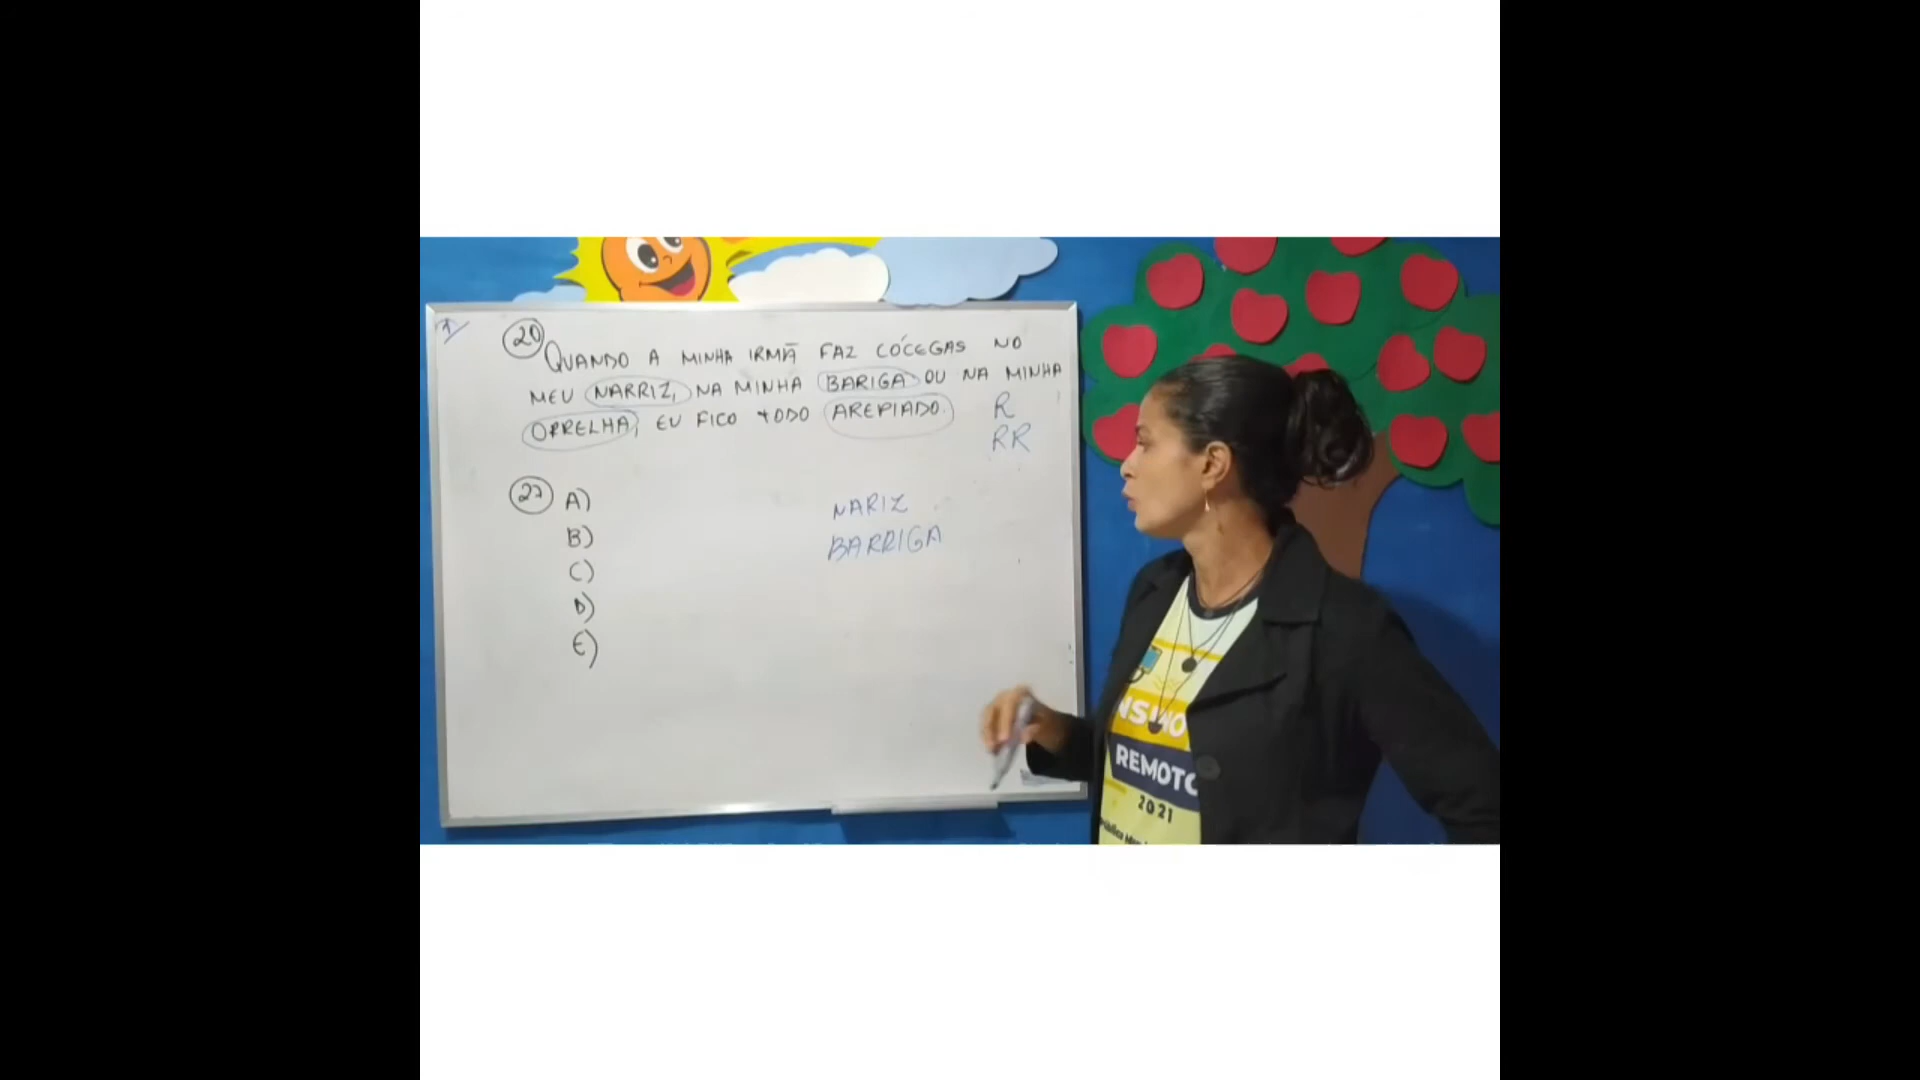 20
QUANDO A MINHA IRMÃ FAZ CÓCEGAS NO
MEU NARRIZ, NA MINHA BARIGA OU NA MINHA
ORRELHA, EU FICO TODO AREPIADO.
R
RR
A)
B)
C)
D)
E)
NARIZ
BARRIGA
REMOTO
2021